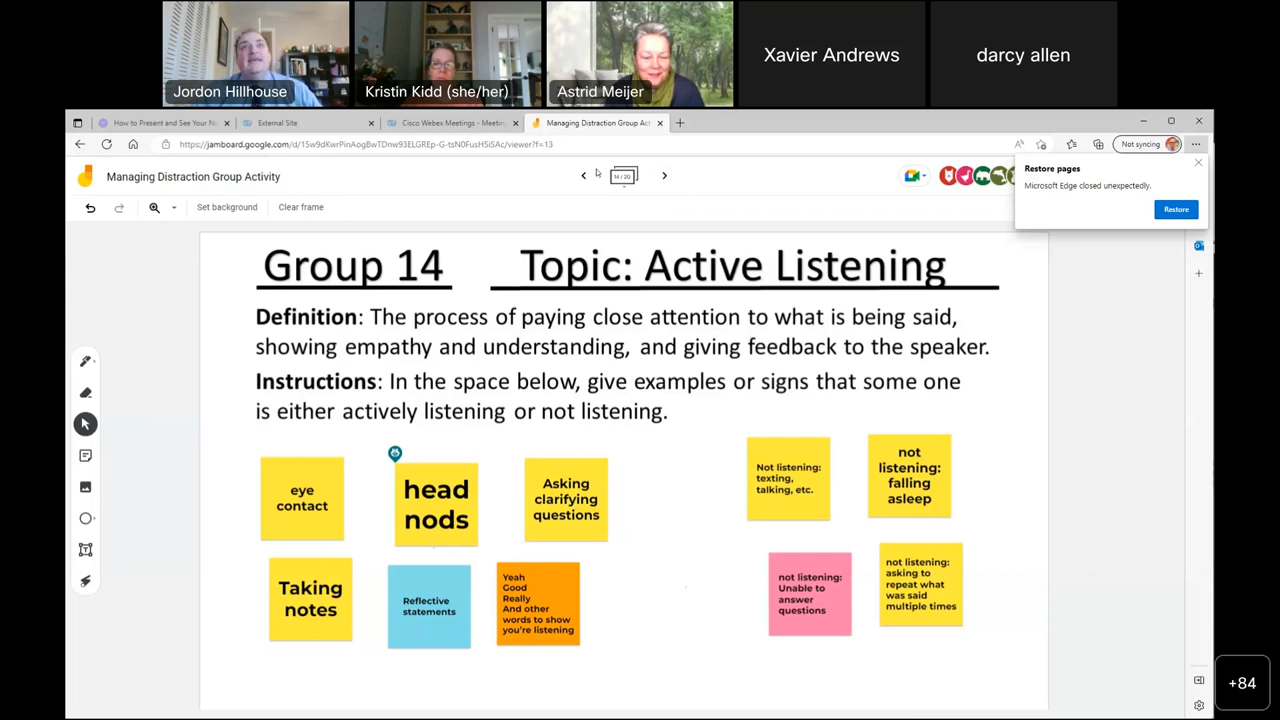 Jordon Hillhouse
Kristin Kidd (she/her)
Astrid Meijer
Xavier Andrews
darcy allen
How to Present and See Your No
External Site
Cisco Webex Meetings - Meeting
Managing Distraction Group Acti
Not syncing
Restore pages
Microsoft Edge closed unexpectedly.
Restore
Managing Distraction Group Activity
14 / 20
Set background
Clear frame
Group 14
Topic: Active Listening
Definition: The process of paying close attention to what is being said,
showing empathy and understanding, and giving feedback to the speaker.
Instructions: In the space below, give examples or signs that some one
is either actively listening or not listening.
eye
contact
head
nods
Asking
clarifying
questions
Not listening:
texting,
talking, etc.
not
listening:
falling
asleep
Taking
notes
Reflective
statements
Yeah
Good
Really
And other
words to show
you're listening
not listening:
Unable to
answer
questions
not listening:
asking to
repeat what
was said
multiple times
+84